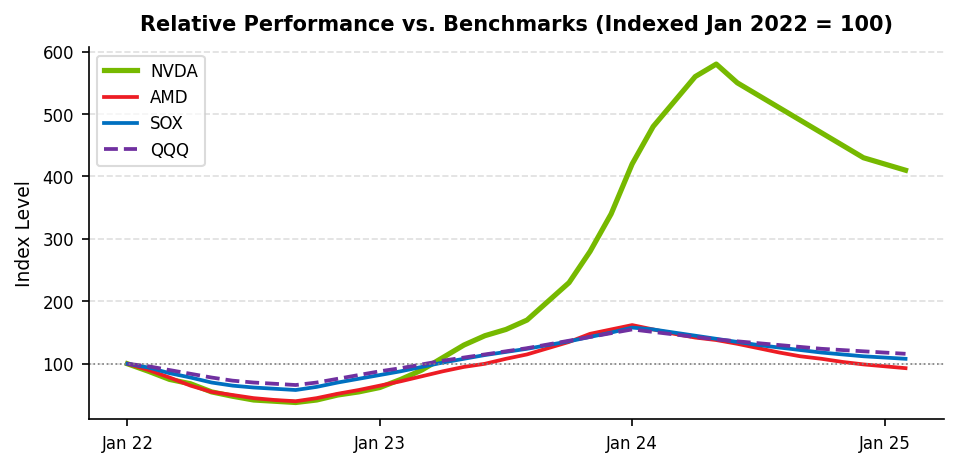 Relative Performance vs. Benchmarks (Indexed Jan 2022 = 100)
Index Level
600
500
400
300
200
100
NVDA
AMD
SOX
QQQ
Jan 22
Jan 23
Jan 24
Jan 25